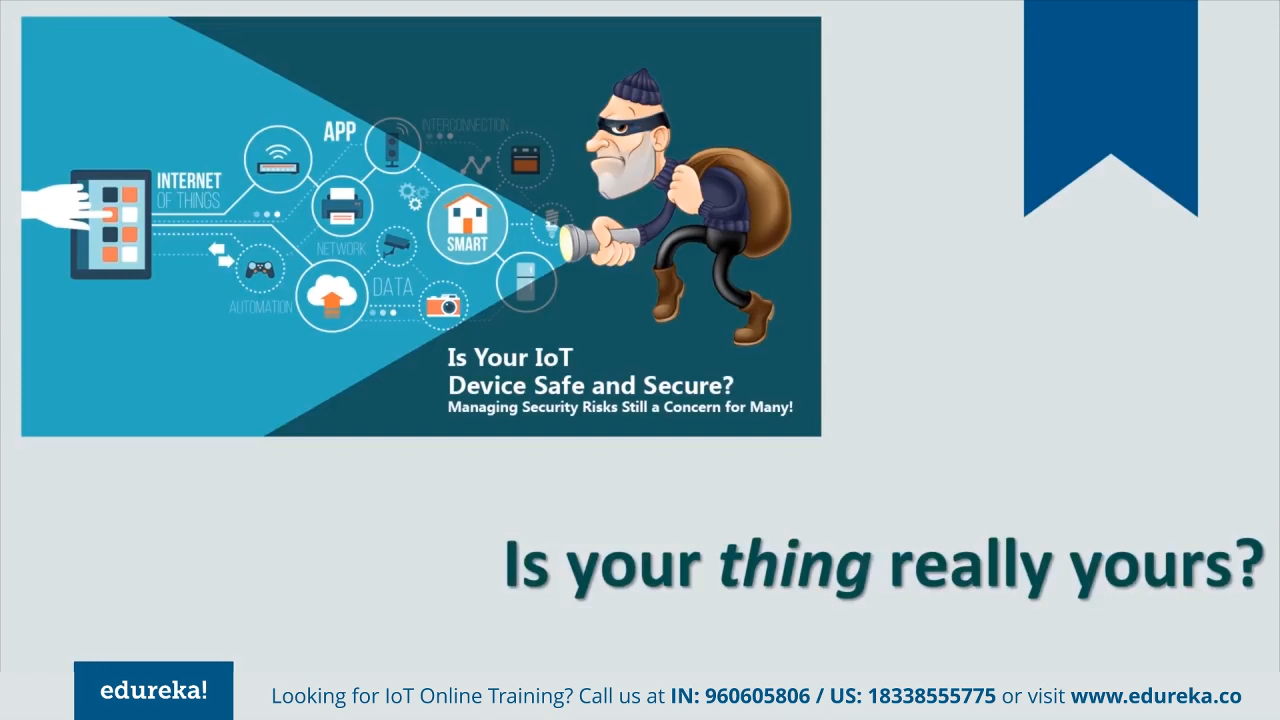 INTERCONNECTION
APP
INTERNET
OF THINGS
SMART
NETWORK
DATA
AUTOMATION
Is Your IoT
Device Safe and Secure?
Managing Security Risks Still a Concern for Many!
Is your thing really yours?
edureka!
Looking for IoT Online Training? Call us at IN: 960605806 / US: 18338555775 or visit www.edureka.co